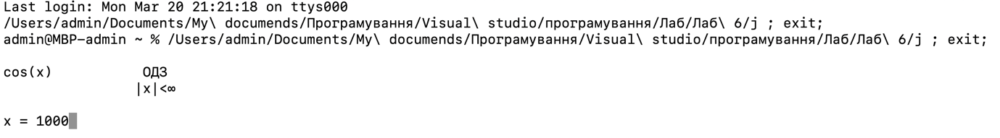 Last login: Mon Mar 20 21:21:18 on ttys000
/Users/admin/Documents/My\ documends/Програмування/Visual\ studio/програмування/Лаб/Лаб\ 6/j ; exit;
admin@MBP-admin ~ % /Users/admin/Documents/My\ documends/Програмування/Visual\ studio/програмування/Лаб/Лаб\ 6/j ; exit;
cos(x) ОДЗ
|x|<∞
x = 1000